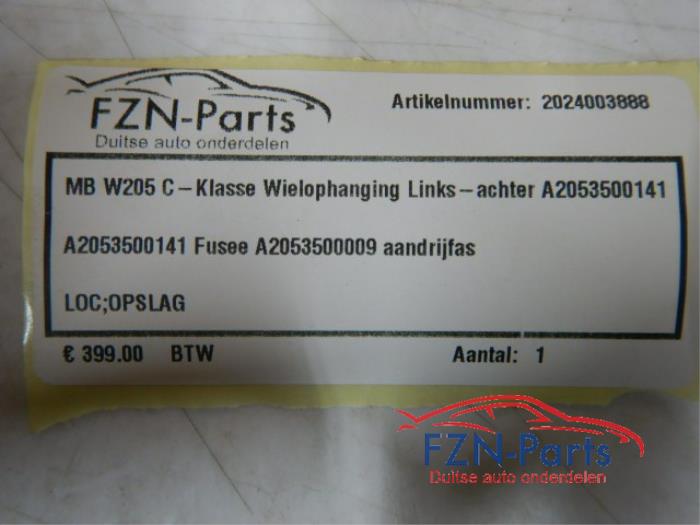 FZN-Parts
Duitse auto onderdelen
Artikelnummer: 2024003888
MB W205 C-Klasse Wielophanging Links-achter A2053500141
A2053500141 Fusee A2053500009 aandrijfas
LOC;OPSLAG
€ 399.00 BTW Aantal: 1
FZN-Parts
Duitse auto onderdelen